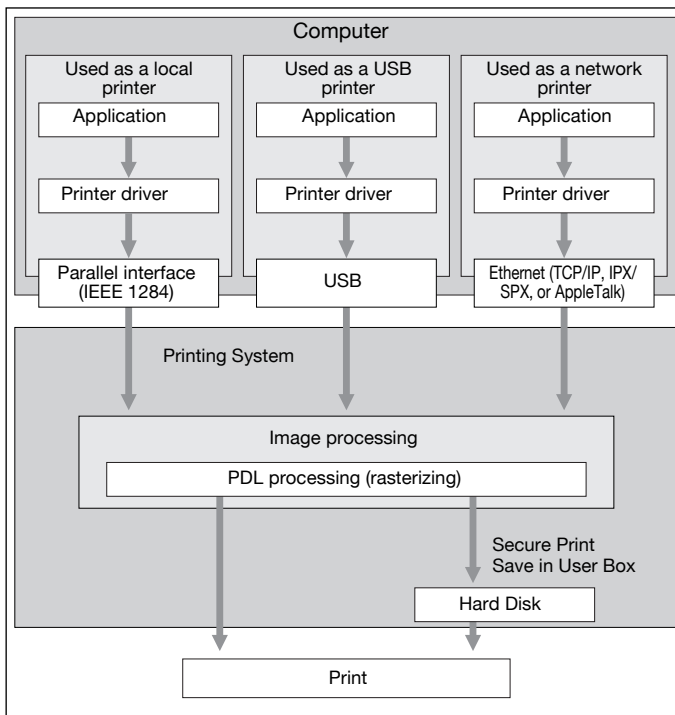 Computer
Used as a local
printer
Application
Printer driver
Parallel interface
(IEEE 1284)
Used as a USB
printer
Application
Printer driver
USB
Used as a network
printer
Application
Printer driver
Ethernet (TCP/IP, IPX/
SPX, or AppleTalk)
Printing System
Image processing
PDL processing (rasterizing)
Secure Print
Save in User Box
Hard Disk
Print